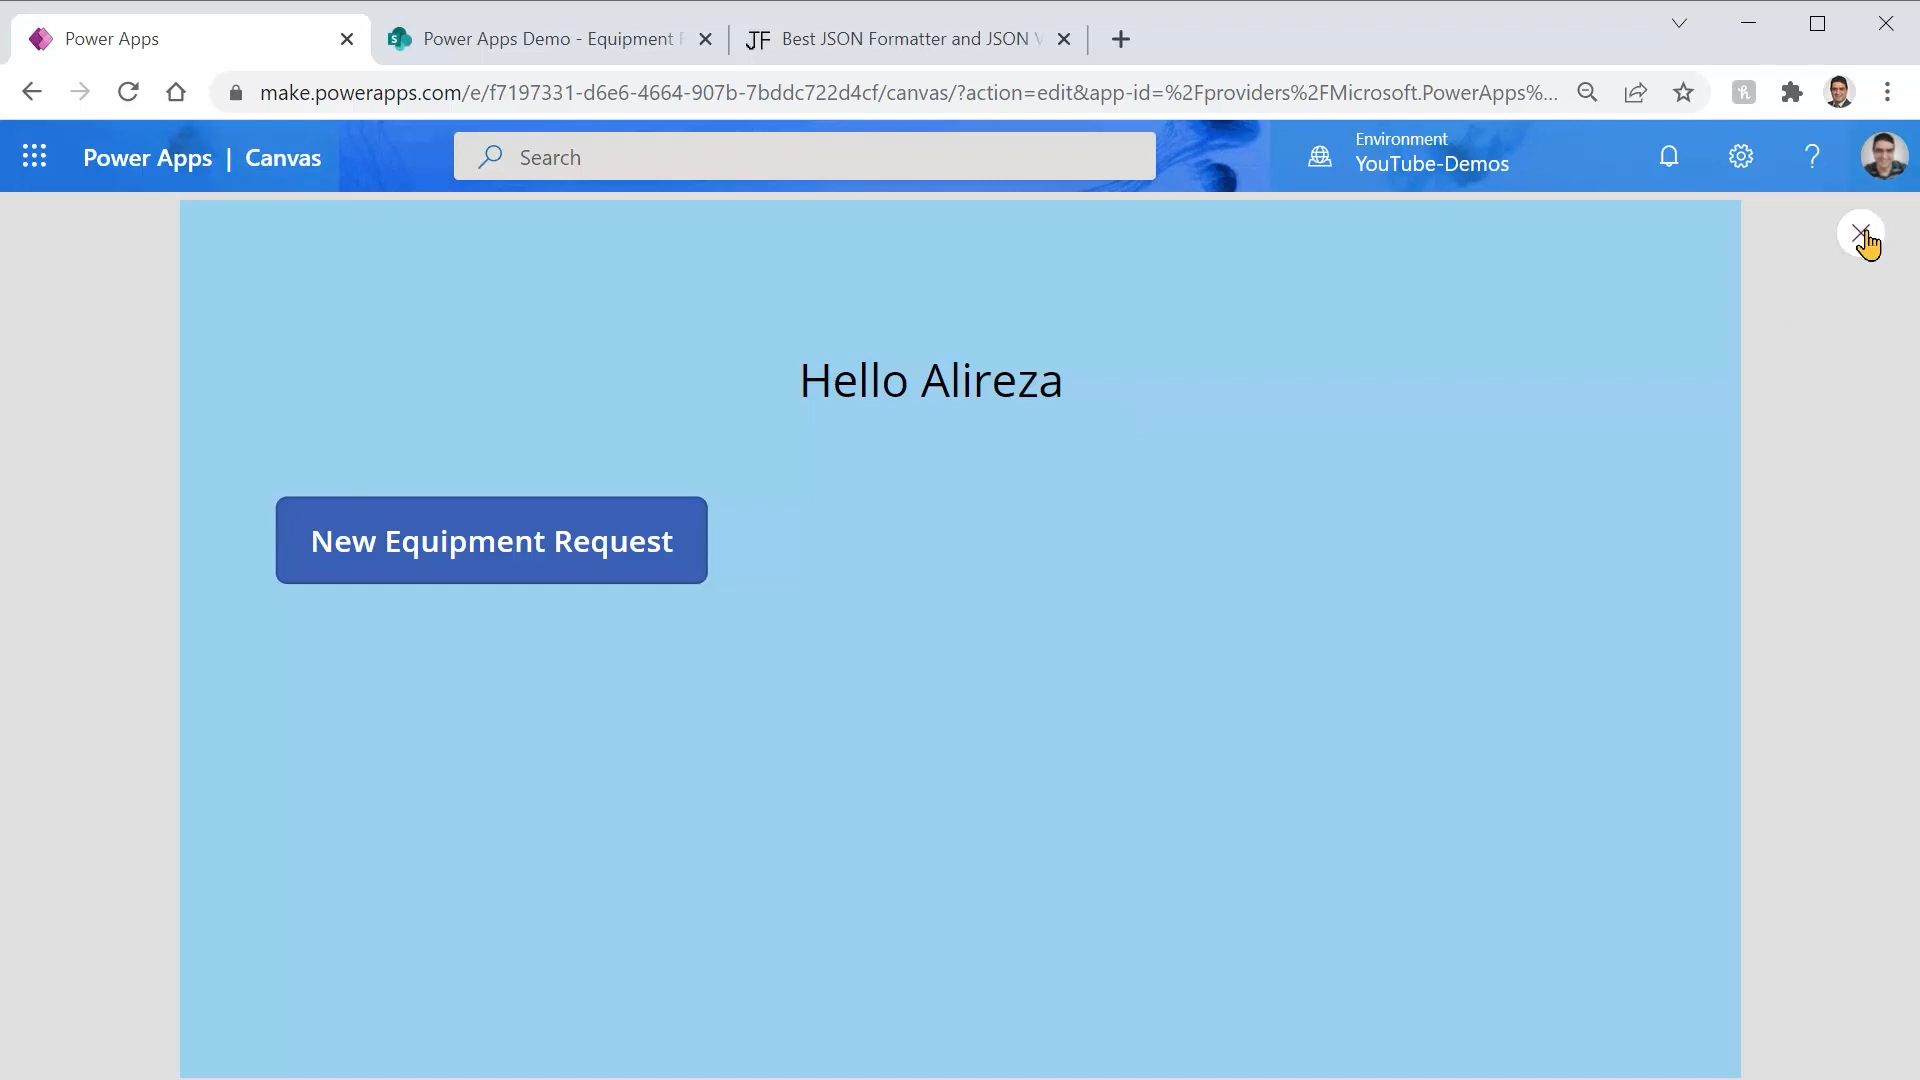 Power Apps
Power Apps Demo - Equipment
JF Best JSON Formatter and JSON
make.powerapps.com/e/f7197331-d6e6-4664-907b-7bddc722d4cf/canvas/?action=edit&app-id=%2Fproviders%2FMicrosoft.PowerApps%...
Power Apps | Canvas
Search
Environment
YouTube-Demos
Hello Alireza
New Equipment Request